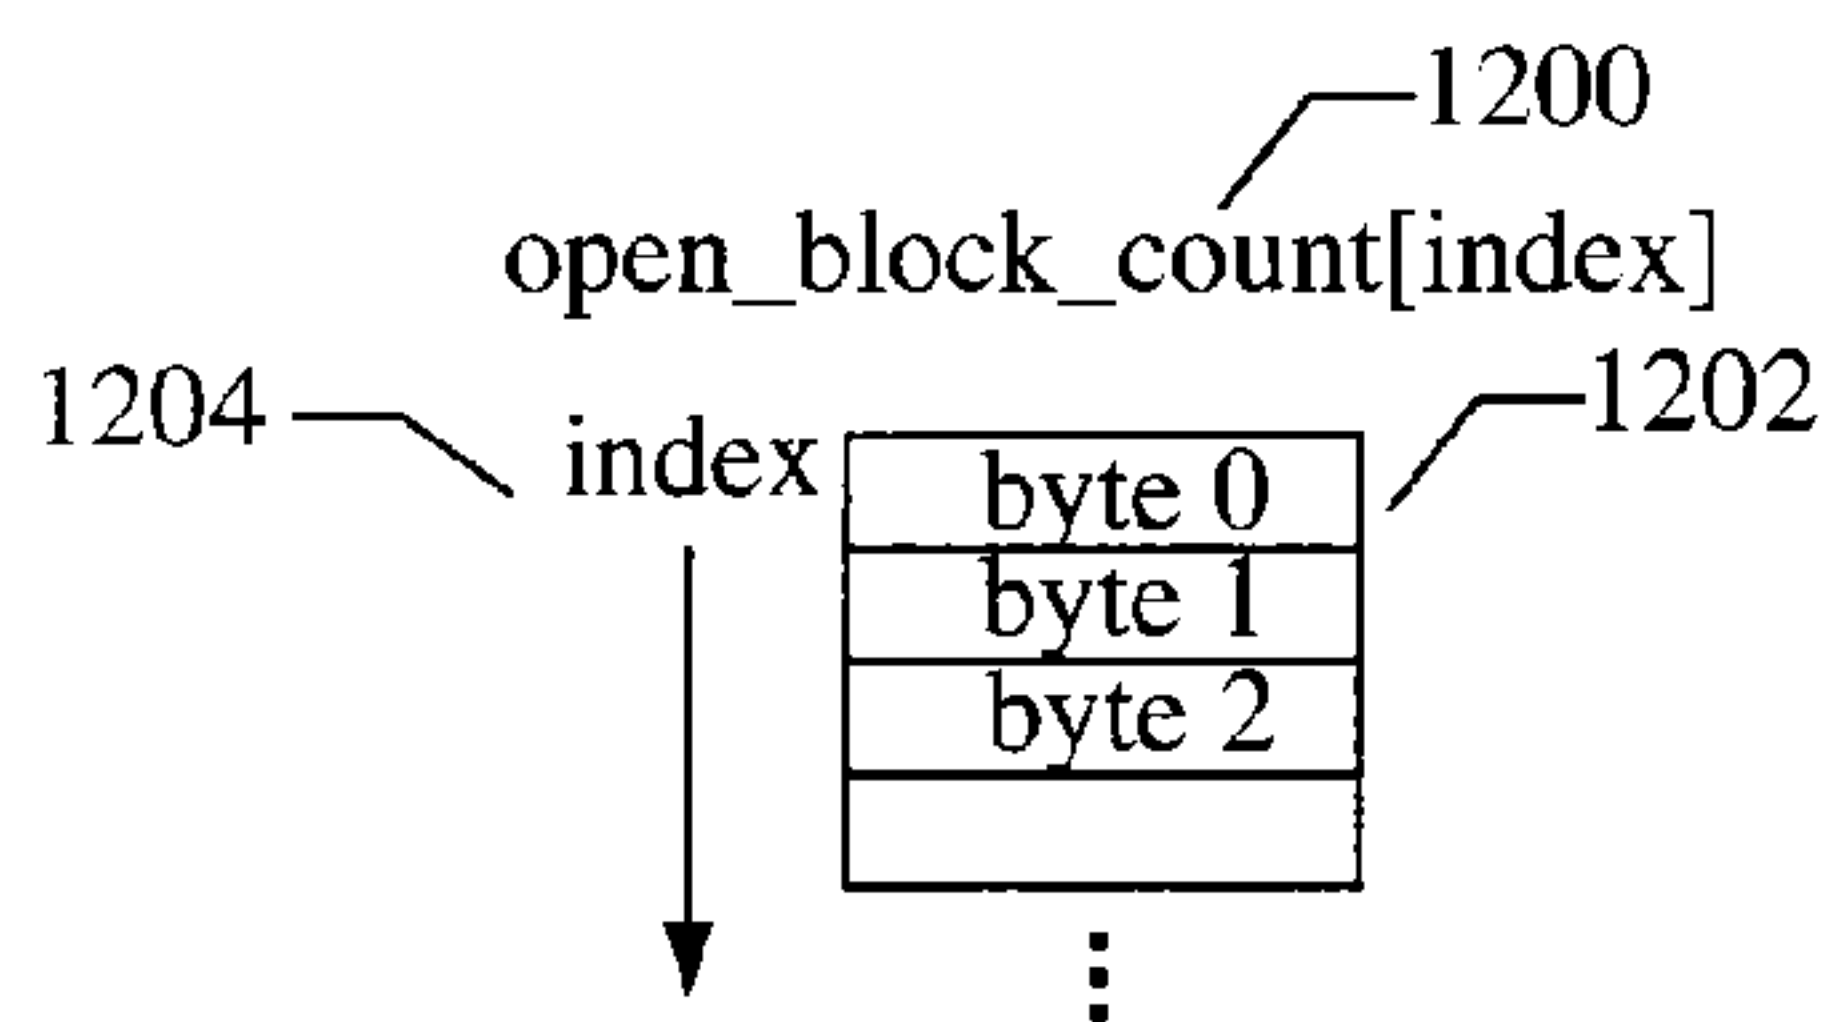 1200
open_block_count[index]
1204
1202
index
byte 0
byte 1
byte 2